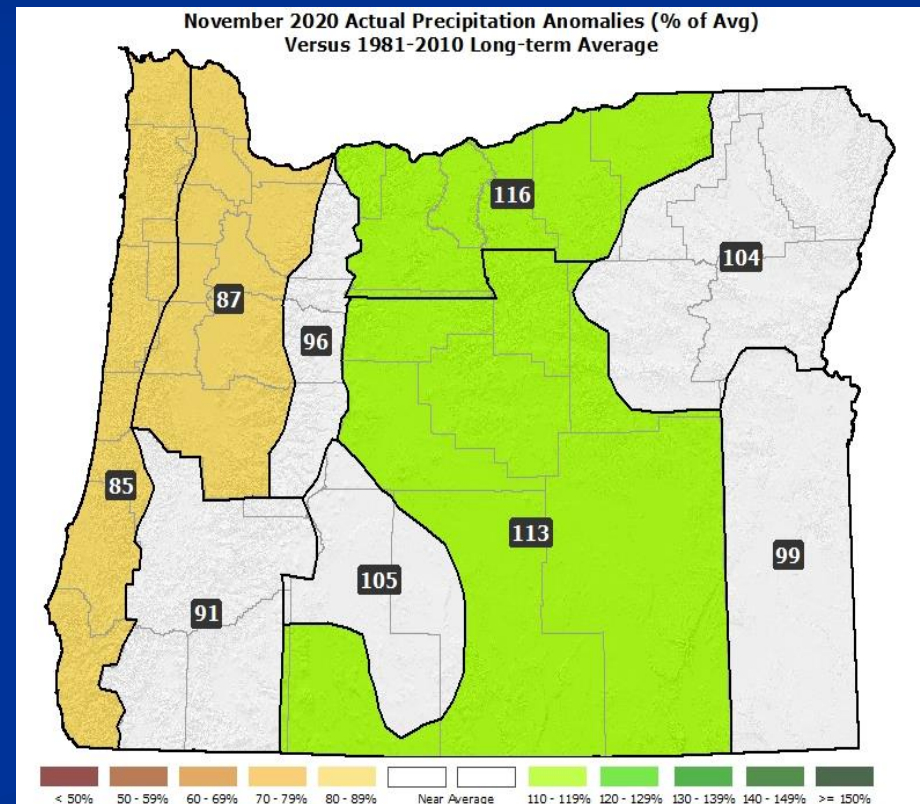 November 2020 Actual Precipitation Anomalies (% of Avg)
Versus 1981-2010 Long-term Average
116
104
87
96
85
113
99
105
91
< 50%
50 - 59%
60 - 69%
70 - 79%
80 - 89%
Near Average
110 - 119%
120 - 129%
130 - 139%
140 - 149%
>= 150%